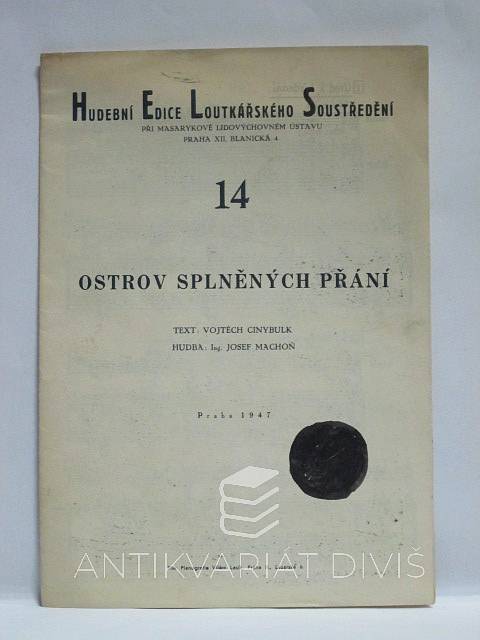 HUDEBNÍ EDICE LOUTKÁŘSKÉHO SOUSTŘEDĚNÍ
PŘI MASARYKOVĚ LIDOVÝCHOVNÉM ÚSTAVU
PRAHA XII, BLANICKÁ 4
14
OSTROV SPLNĚNÝCH PŘÁNÍ
TEXT: VOJTĚCH CINYBULK
HUDBA: Ing. JOSEF MACHOŇ
Praha 1947
ANTIKVARIÁT DIVIŠ
Planografie